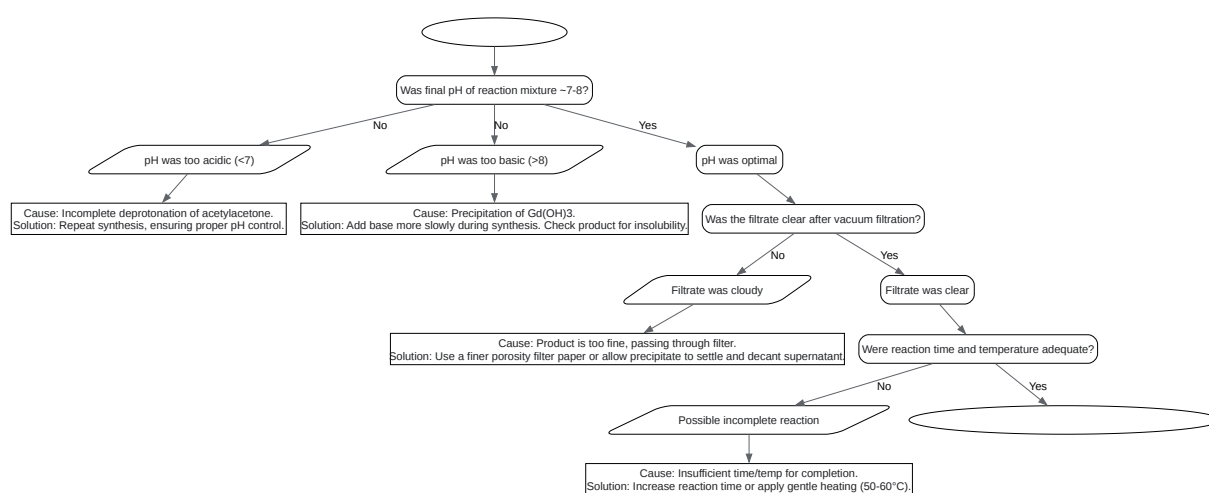 Was final pH of reaction mixture ~7-8?
No
No
Yes
pH was too acidic (<7)
pH was too basic (>8)
pH was optimal
Cause: Incomplete deprotonation of acetylacetone.
Solution: Repeat synthesis, ensuring proper pH control.
Cause: Precipitation of Gd(OH)3.
Solution: Add base more slowly during synthesis. Check product for insolubility.
Was the filtrate clear after vacuum filtration?
No
Yes
Filtrate was cloudy
Filtrate was clear
Cause: Product is too fine, passing through filter.
Solution: Use a finer porosity filter paper or allow precipitate to settle and decant supernatant.
Were reaction time and temperature adequate?
No
Yes
Possible incomplete reaction
Cause: Insufficient time/temp for completion.
Solution: Increase reaction time or apply gentle heating (50-60°C).